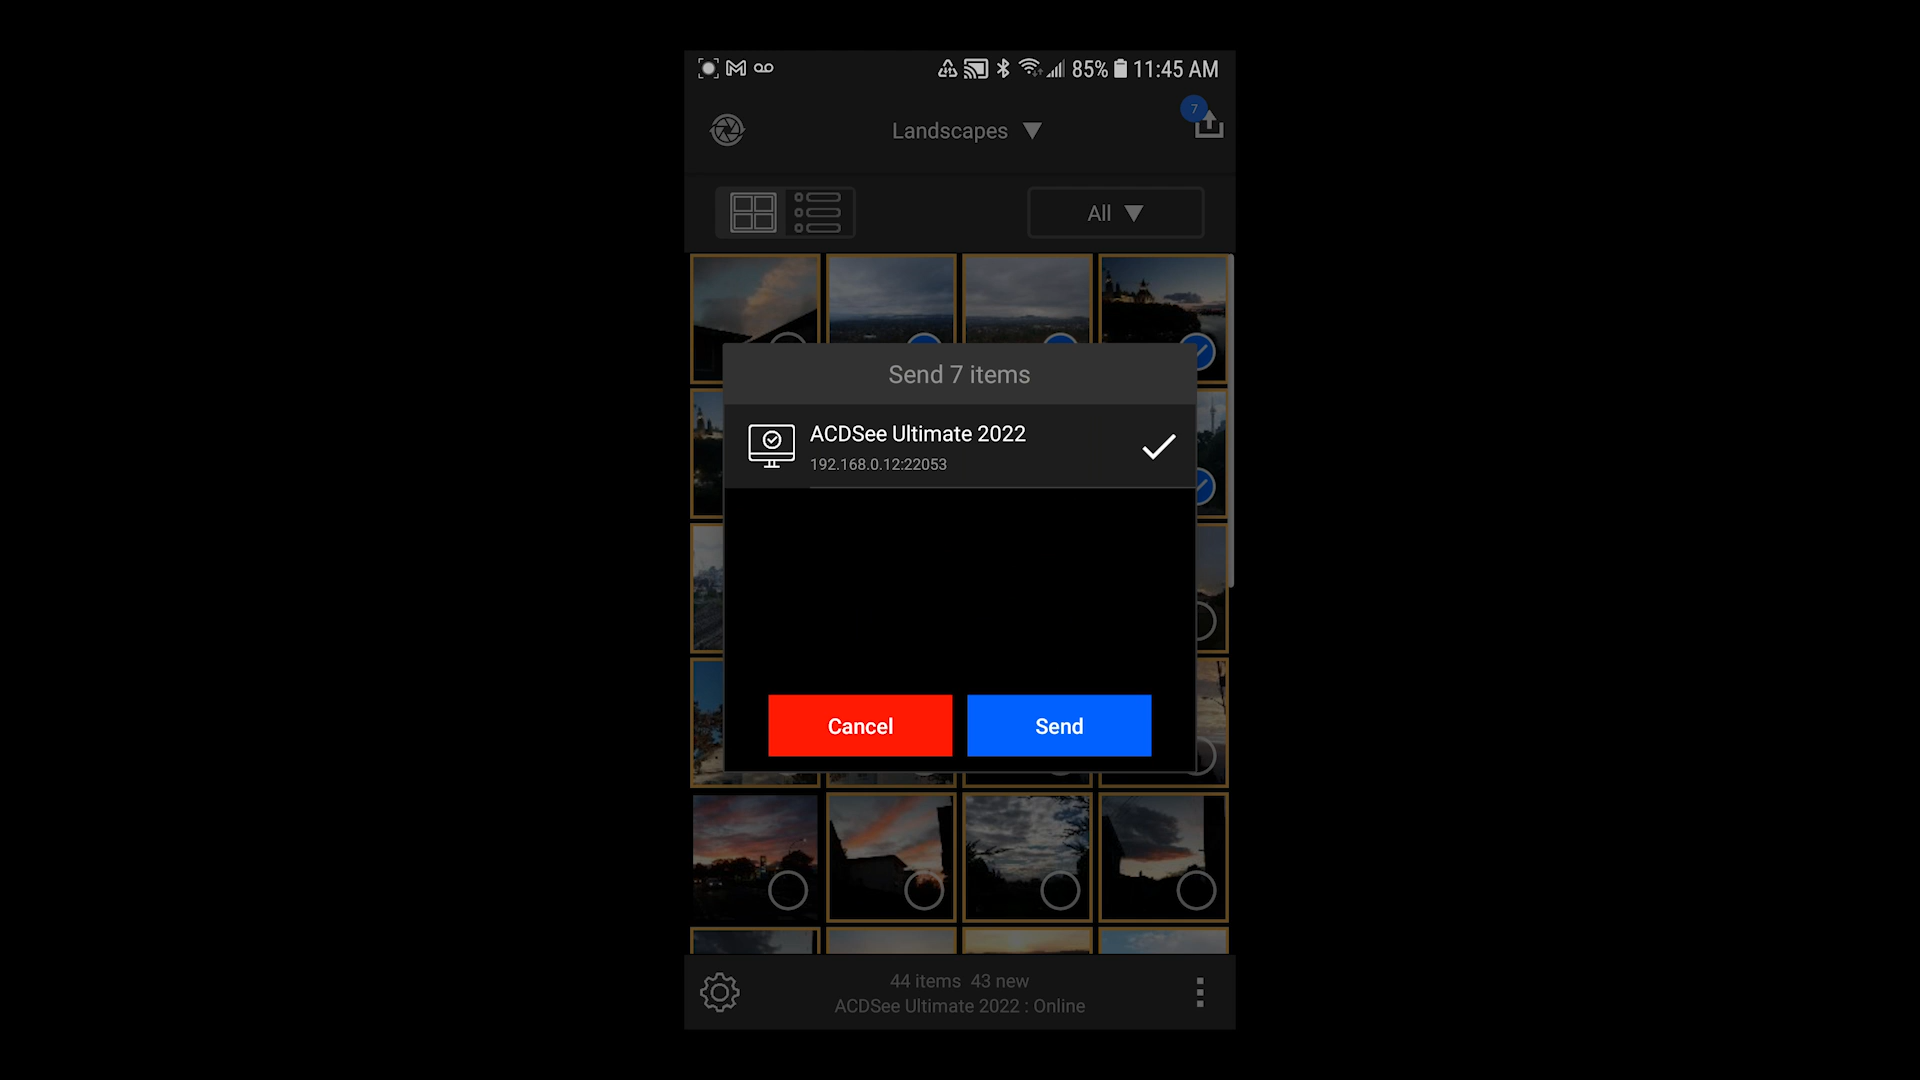 85% 11:45 AM
Landscapes
7
All
Send 7 items
ACDSee Ultimate 2022
192.168.0.12:22053
Cancel
Send
44 items 43 new
ACDSee Ultimate 2022 : Online